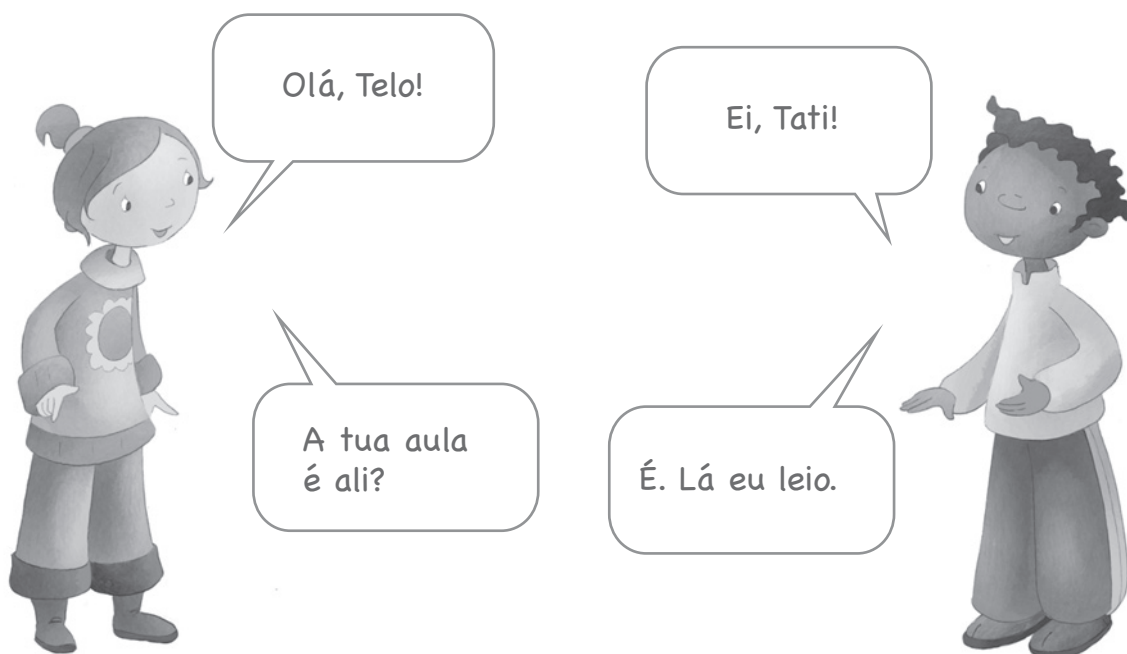 Olá, Telo!
Ei, Tati!
A tua aula
é ali?
É. Lá eu leio.